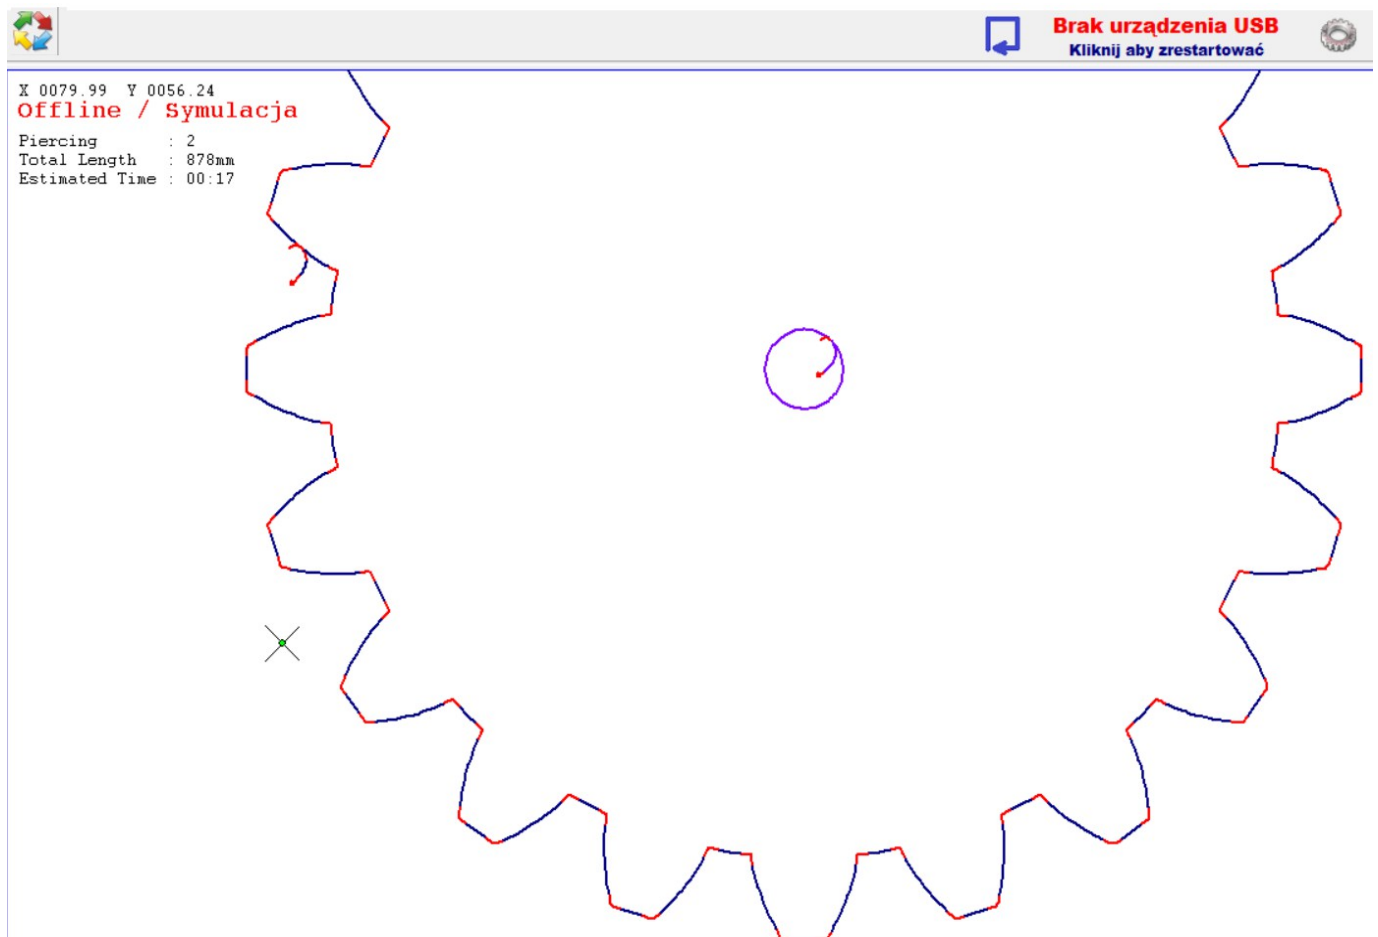 Brak urządzenia USB
Kliknij aby zrestartować
X 0079.99 Y 0056.24
Offline / Symulacja
Piercing : 2
Total Length : 878mm
Estimated Time : 00:17